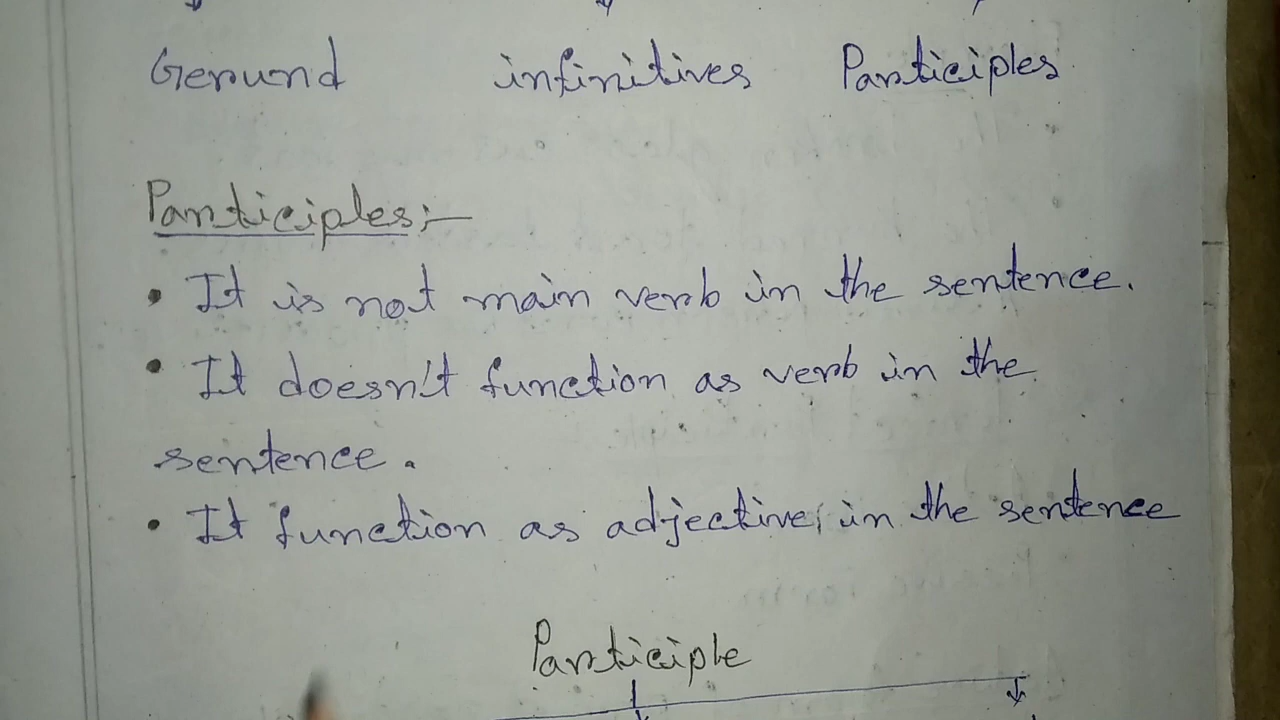 Gerund infinitives Participles
Participles:-
• It is not main verb in the sentence.
• It doesn't function as verb in the
sentence.
• It function as adjective, in the sentence
Participle